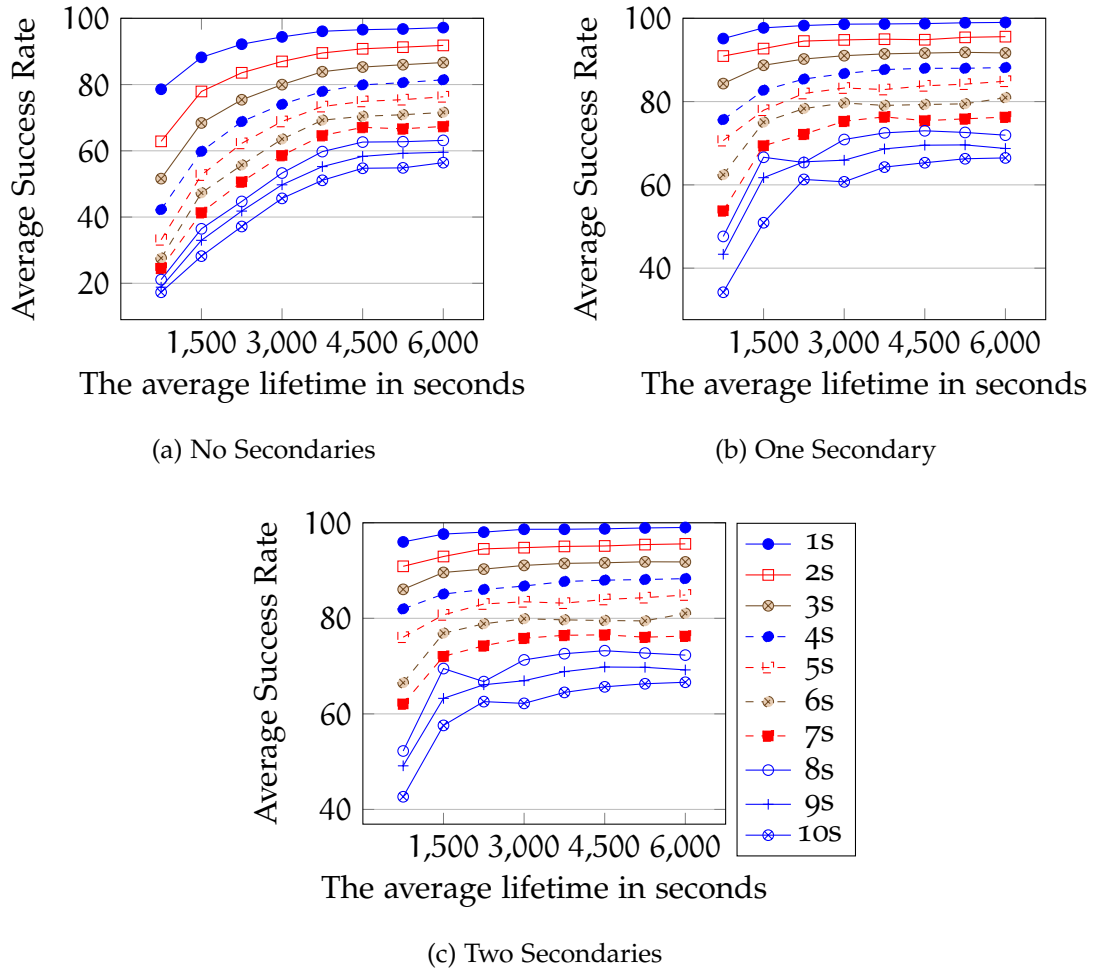 100
80
60
40
20
Average Success Rate
1,500 3,000 4,500 6,000
The average lifetime in seconds
(a) No Secondaries
100
80
60
40
Average Success Rate
1,500 3,000 4,500 6,000
The average lifetime in seconds
(b) One Secondary
100
80
60
40
Average Success Rate
1,500 3,000 4,500 6,000
The average lifetime in seconds
1s
2s
3s
4s
5s
6s
7s
8s
9s
10s
(c) Two Secondaries